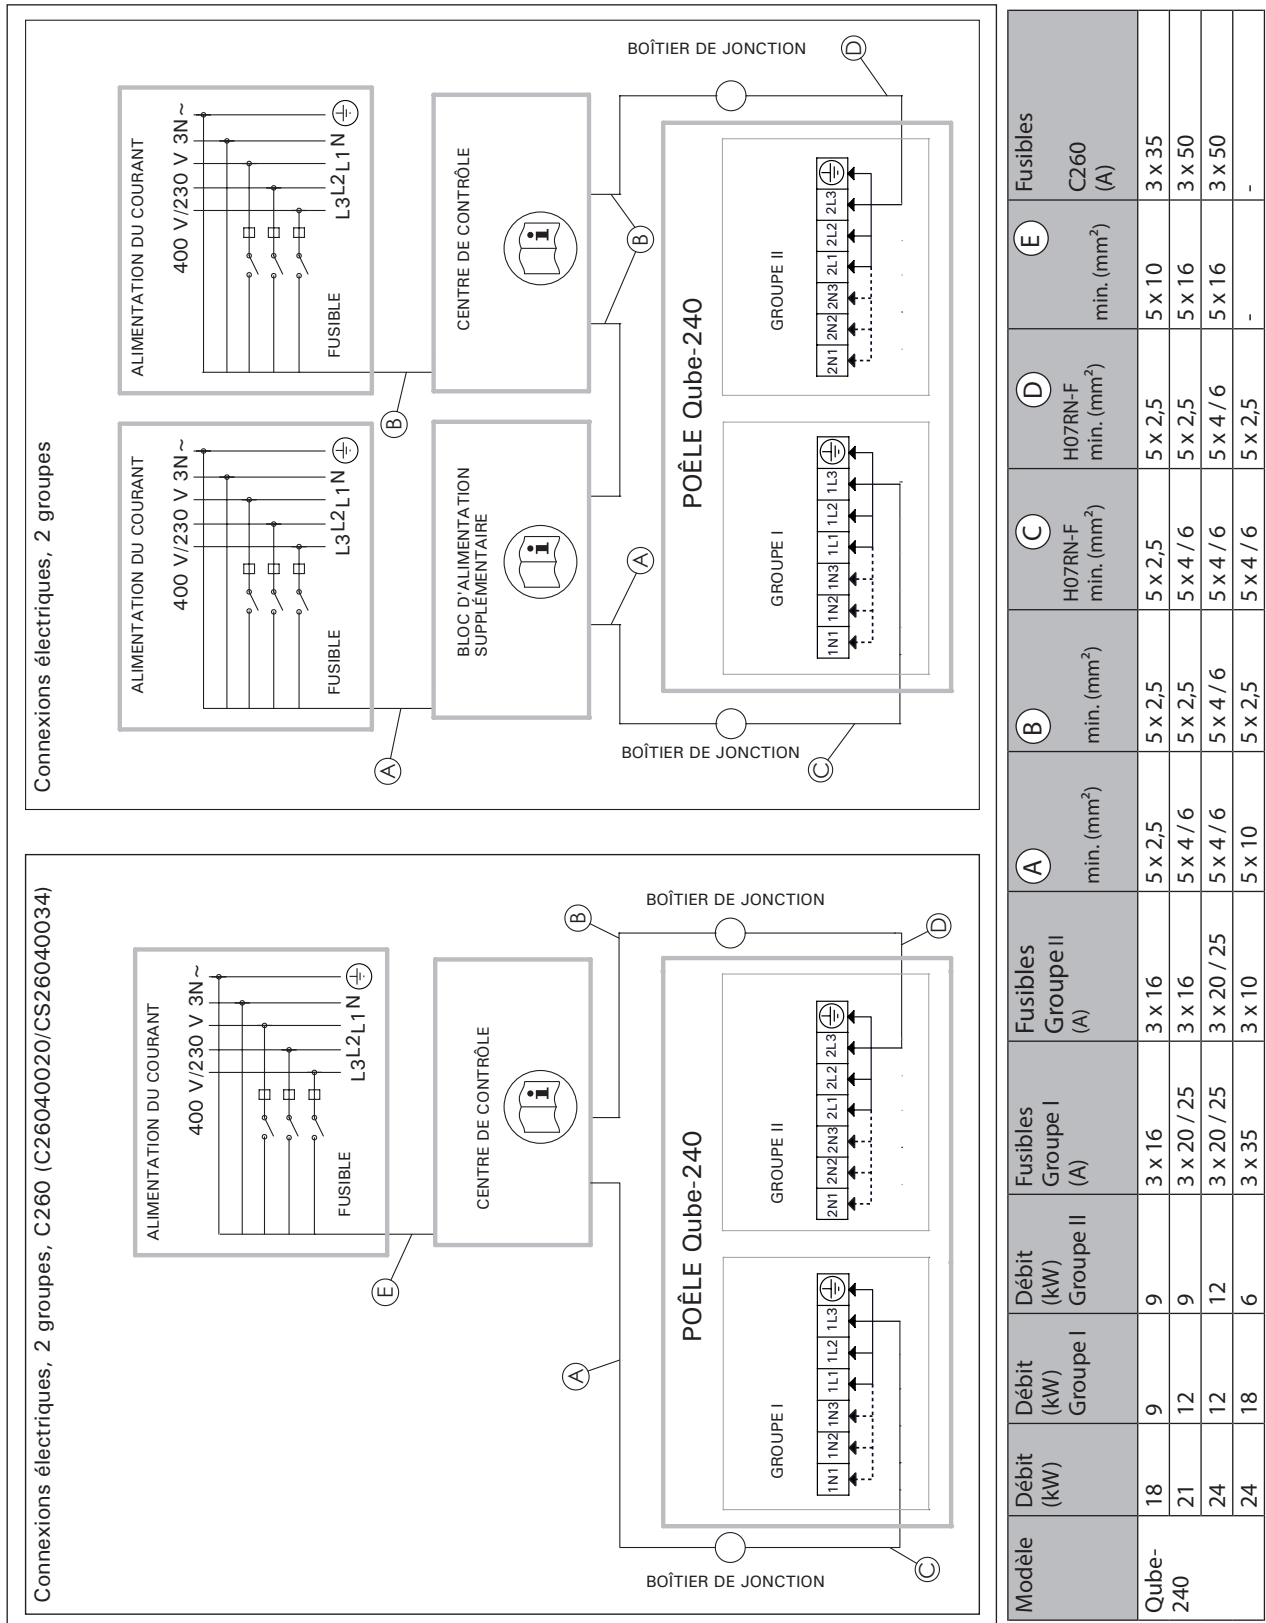 Connexions électriques, 2 groupes, C260 (C26040020/CS26040034)
ALIMENTATION DU COURANT
400 V/230 V 3N~
L3 L2 L1 N
FUSIBLE
E
CENTRE DE CONTRÔLE
i
A
B
BOÎTIER DE JONCTION
BOÎTIER DE JONCTION
C
D
POÊLE Qube-240
GROUPE I
1N1 1N2 1N3 1L1 1L2 1L3
GROUPE II
2N1 2N2 2N3 2L1 2L2 2L3
Connexions électriques, 2 groupes
ALIMENTATION DU COURANT
400 V/230 V 3N~
L3 L2 L1 N
FUSIBLE
A
ALIMENTATION DU COURANT
400 V/230 V 3N~
L3 L2 L1 N
FUSIBLE
B
BLOC D'ALIMENTATION
SUPPLÉMENTAIRE
i
CENTRE DE CONTRÔLE
i
A
B
BOÎTIER DE JONCTION
BOÎTIER DE JONCTION
C
D
POÊLE Qube-240
GROUPE I
1N1 1N2 1N3 1L1 1L2 1L3
GROUPE II
2N1 2N2 2N3 2L1 2L2 2L3
Modèle
Débit
(kW)
Débit
(kW)
Groupe I
Débit
(kW)
Groupe II
Fusibles
Groupe I
(A)
Fusibles
Groupe II
(A)
A
min. (mm²)
B
min. (mm²)
C
H07RN-F
min. (mm²)
D
H07RN-F
min. (mm²)
E
min. (mm²)
Fusibles
C260
(A)
Qube-
240
18 9 9 3 x 16 3 x 16 5 x 2,5 5 x 2,5 5 x 2,5 5 x 2,5 5 x 10 3 x 35
21 12 9 3 x 20 / 25 3 x 16 5 x 4 / 6 5 x 2,5 5 x 4 / 6 5 x 2,5 5 x 16 3 x 50
24 12 12 3 x 20 / 25 3 x 20 / 25 5 x 4 / 6 5 x 4 / 6 5 x 4 / 6 5 x 4 / 6 5 x 16 3 x 50
24 18 6 3 x 35 3 x 10 5 x 10 5 x 2,5 5 x 4 / 6 5 x 2,5 - -